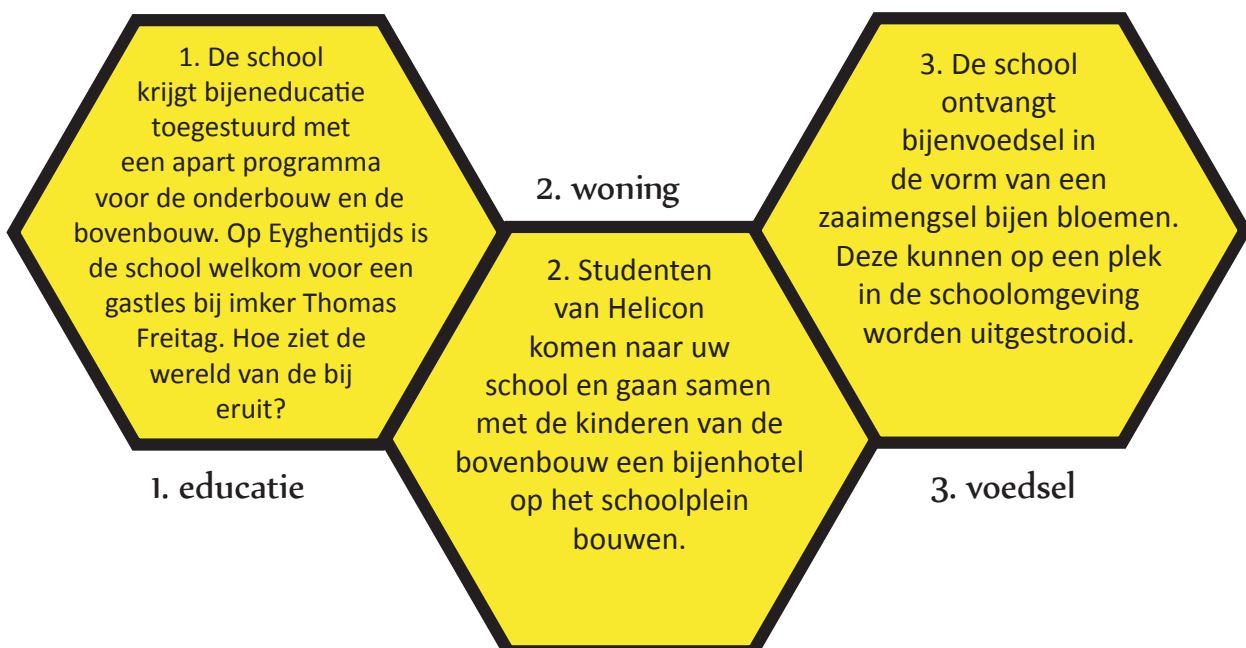 1. De school
krijgt bijeneducatie
toegestuurd met
een apart programma
voor de onderbouw en de
bovenbouw. Op Eyghentijds is
de school welkom voor een
gastles bij imker Thomas
Freitag. Hoe ziet de
wereld van de bij
eruit?
1. educatie
2. woning
2. Studenten
van Helicon
komen naar uw
school en gaan samen
met de kinderen van de
bovenbouw een bijenhotel
op het schoolplein
bouwen.
3. De school
ontvangt
bijenvoedsel in
de vorm van een
zaaimengsel bijen bloemen.
Deze kunnen op een plek
in de schoolomgeving
worden uitgestrooid.
3. voedsel